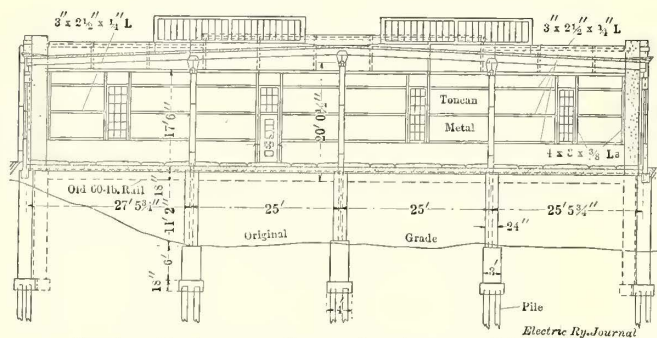 3" x 2½" x ¼" L
3" x 2½" x ¼" L
17' 6"
20' 0¾"
Toncan
Metal
4 x 3 x ⅜ Ls
Old 60-lb. Rail
18"
27' 5¾"
25'
25'
25' 5¾"
11' 2"
Original
Grade
24"
6'
3'
18"
4'
Pile
Electric Ry. Journal